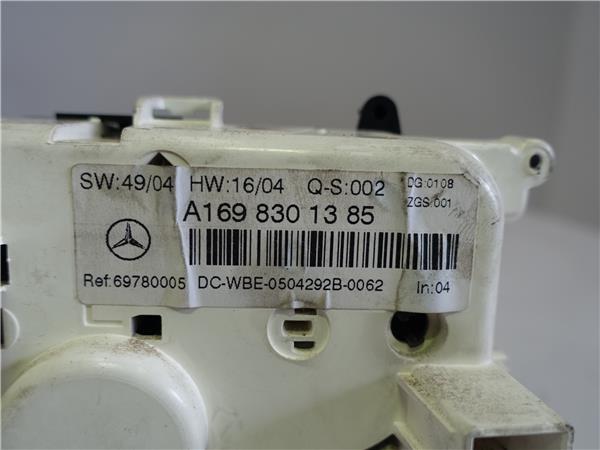 SW:49/04 HW:16/04 Q-S:002 DG:0108
ZGS:001
A169 830 13 85
Ref:69780005 DC-WBE-0504292B-0062 In:04